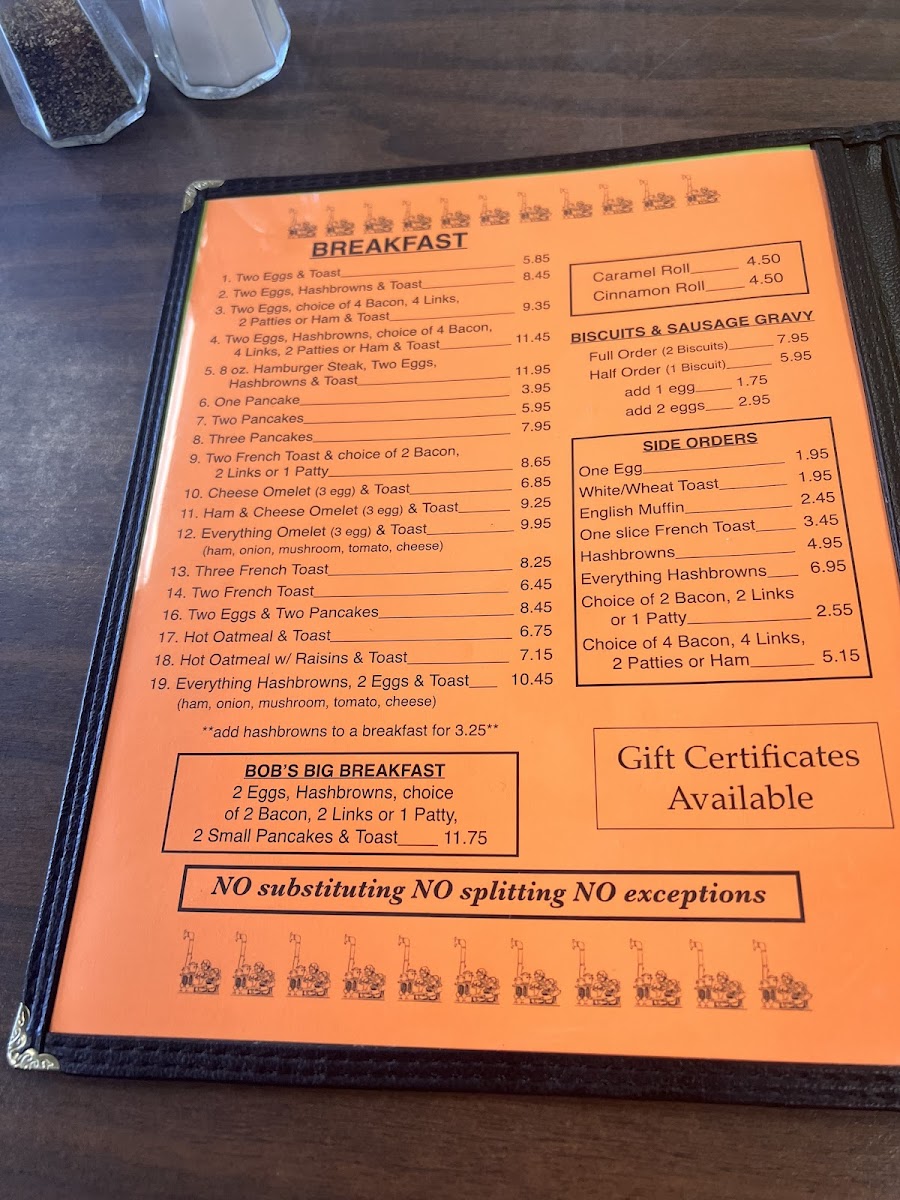 BREAKFAST
1. Two Eggs & Toast 5.85
2. Two Eggs, Hashbrowns & Toast 8.45
3. Two Eggs, choice of 4 Bacon, 4 Links,
2 Patties or Ham & Toast 9.35
4. Two Eggs, Hashbrowns, choice of 4 Bacon,
4 Links, 2 Patties or Ham & Toast 11.45
5. 8 oz. Hamburger Steak, Two Eggs,
Hashbrowns & Toast 11.95
6. One Pancake 3.95
7. Two Pancakes 5.95
8. Three Pancakes 7.95
9. Two French Toast & choice of 2 Bacon,
2 Links or 1 Patty 8.65
10. Cheese Omelet (3 egg) & Toast 6.85
11. Ham & Cheese Omelet (3 egg) & Toast 9.25
12. Everything Omelet (3 egg) & Toast 9.95
(ham, onion, mushroom, tomato, cheese)
13. Three French Toast 8.25
14. Two French Toast 6.45
16. Two Eggs & Two Pancakes 8.45
17. Hot Oatmeal & Toast 6.75
18. Hot Oatmeal w/ Raisins & Toast 7.15
19. Everything Hashbrowns, 2 Eggs & Toast 10.45
(ham, onion, mushroom, tomato, cheese)
**add hashbrowns to a breakfast for 3.25**
BOB'S BIG BREAKFAST
2 Eggs, Hashbrowns, choice
of 2 Bacon, 2 Links or 1 Patty,
2 Small Pancakes & Toast 11.75
Caramel Roll 4.50
Cinnamon Roll 4.50
BISCUITS & SAUSAGE GRAVY
Full Order (2 Biscuits) 7.95
Half Order (1 Biscuit) 5.95
add 1 egg 1.75
add 2 eggs 2.95
SIDE ORDERS
One Egg 1.95
White/Wheat Toast 1.95
English Muffin 2.45
One slice French Toast 3.45
Hashbrowns 4.95
Everything Hashbrowns 6.95
Choice of 2 Bacon, 2 Links
or 1 Patty 2.55
Choice of 4 Bacon, 4 Links,
2 Patties or Ham 5.15
Gift Certificates
Available
NO substituting NO splitting NO exceptions